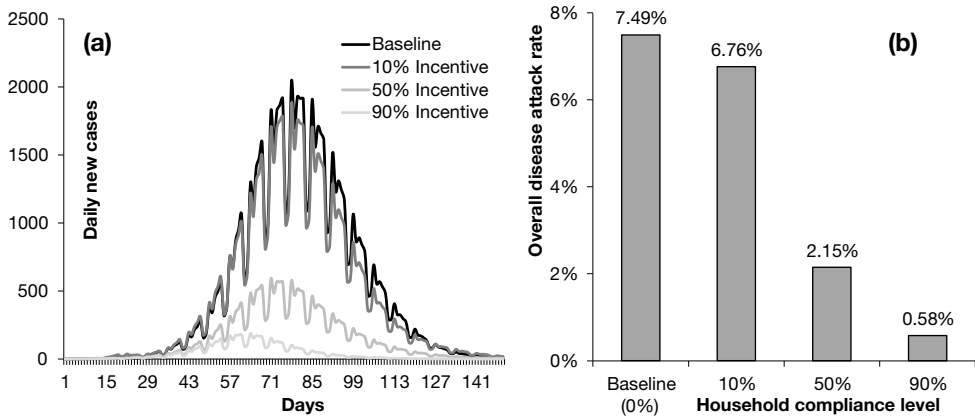 (a)
Baseline
10% Incentive
50% Incentive
90% Incentive
Daily new cases
2500
2000
1500
1000
500
0
1 15 29 43 57 71 85 99 113 127 141
Days
(b)
Overall disease attack rate
8%
6%
4%
2%
0%
7.49%
6.76%
2.15%
0.58%
Baseline 10% 50% 90%
(0%) Household compliance level